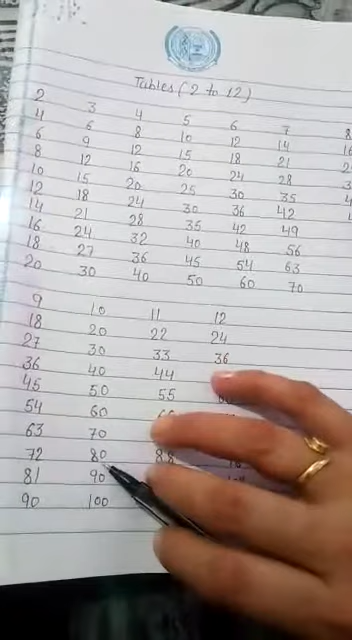 Tables (2 to 12)
2 3 4 5 6 7 8
4 6 8 10 12 14
6 9 12 15 18 21
8 12 16 20 24 28
10 15 20 25 30 35
12 18 24 30 36 42
14 21 28 35 42 49
16 24 32 40 48 56
18 27 36 45 54 63
20 30 40 50 60 70
9 10 11 12
18 20 22 24
27 30 33 36
36 40 44
45 50 55
54 60
63 70
72 80 88
81 90
90 100